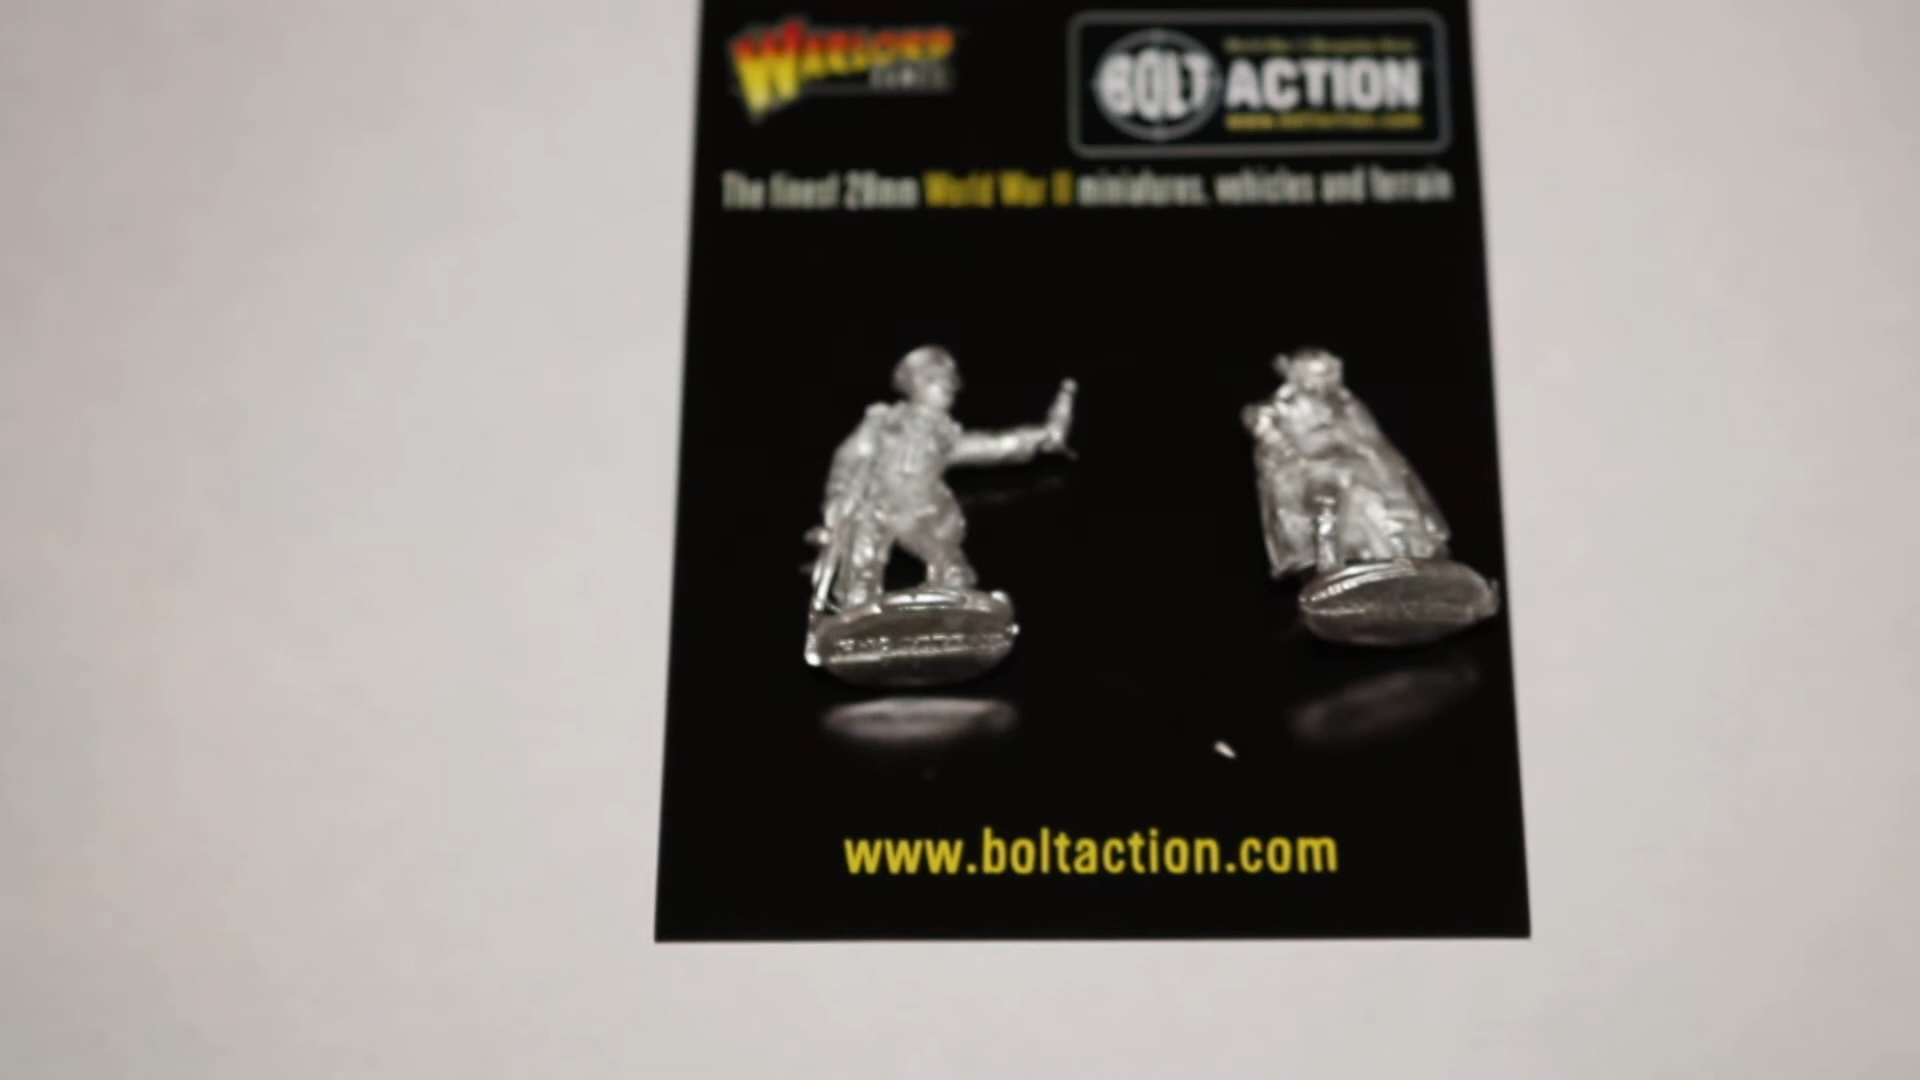 WARLORD
GAMES
BOLT ACTION
www.boltaction.com
The finest 28mm World War II miniatures, vehicles and terrain
www.boltaction.com